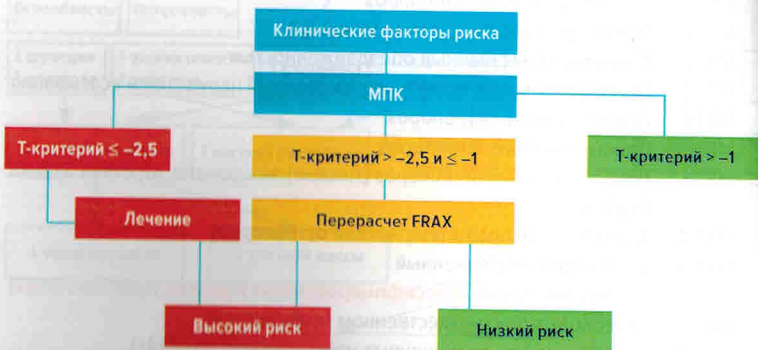 Клинические факторы риска
МПК
Т-критерий ≤ –2,5
Т-критерий > –2,5 и ≤ –1
Т-критерий > –1
Лечение
Перерасчет FRAX
Высокий риск
Низкий риск